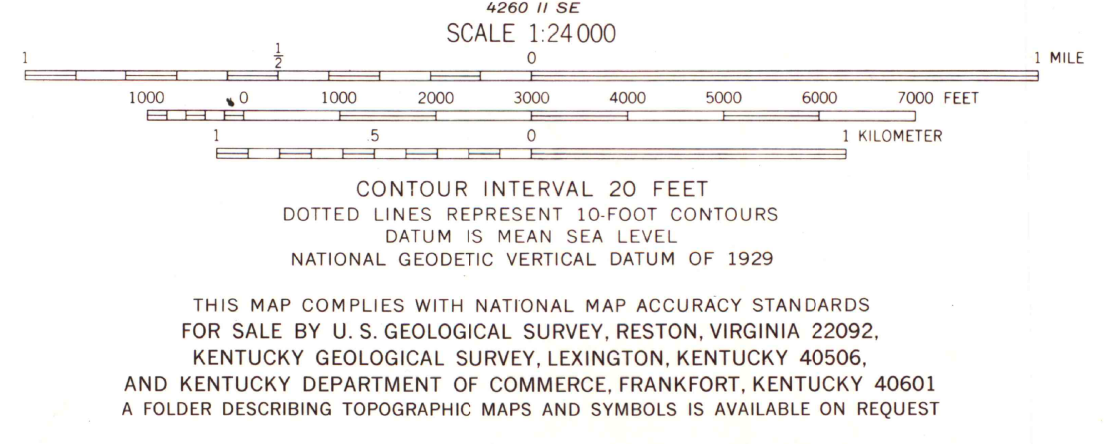 4260 II SE
SCALE 1:24 000
1 1/2 0 1 MILE
1000 0 1000 2000 3000 4000 5000 6000 7000 FEET
1 .5 0 1 KILOMETER
CONTOUR INTERVAL 20 FEET
DOTTED LINES REPRESENT 10-FOOT CONTOURS
DATUM IS MEAN SEA LEVEL
NATIONAL GEODETIC VERTICAL DATUM OF 1929
THIS MAP COMPLIES WITH NATIONAL MAP ACCURACY STANDARDS
FOR SALE BY U. S. GEOLOGICAL SURVEY, RESTON, VIRGINIA 22092,
KENTUCKY GEOLOGICAL SURVEY, LEXINGTON, KENTUCKY 40506,
AND KENTUCKY DEPARTMENT OF COMMERCE, FRANKFORT, KENTUCKY 40601
A FOLDER DESCRIBING TOPOGRAPHIC MAPS AND SYMBOLS IS AVAILABLE ON REQUEST